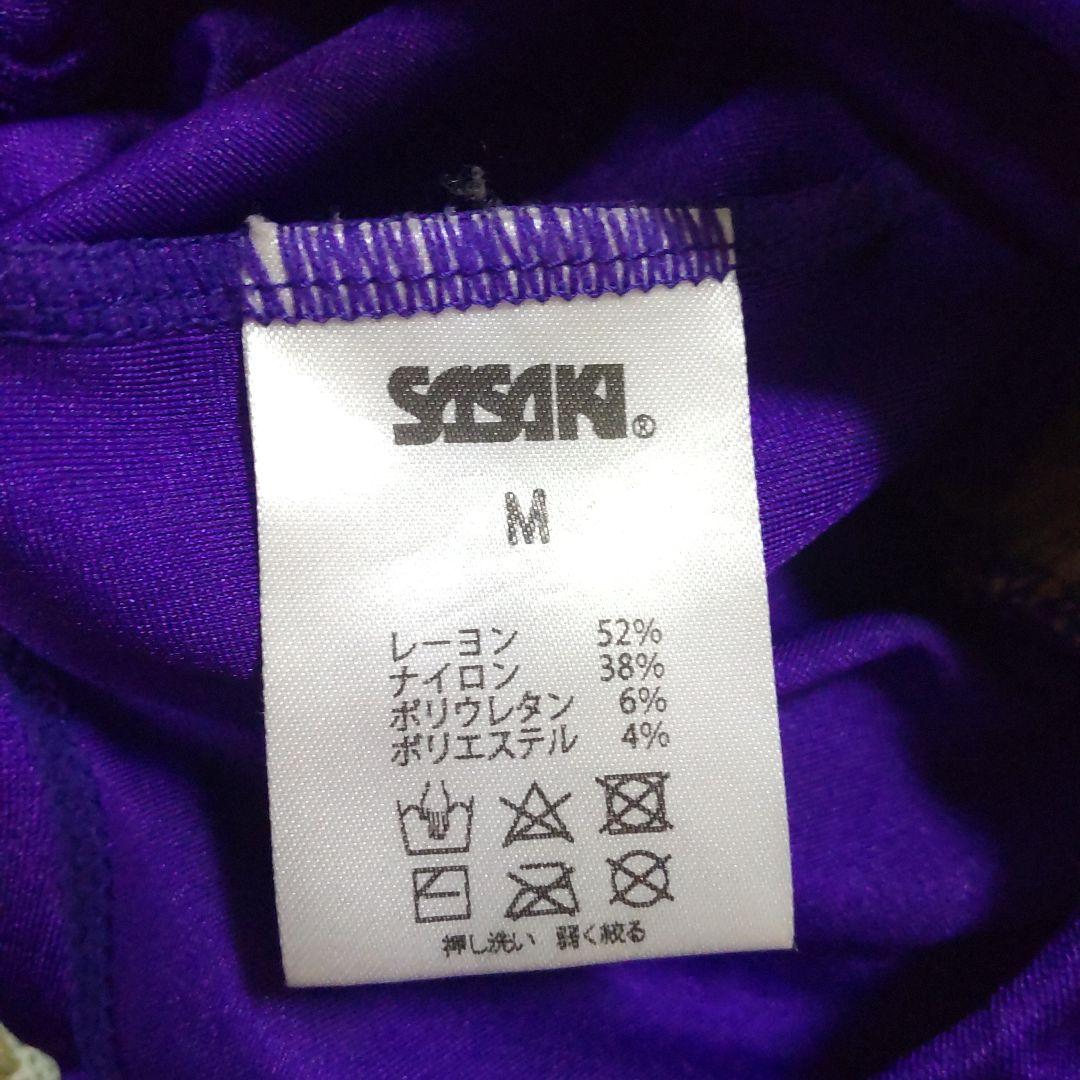 SASAKI®
M
レーヨン 52%
ナイロン 38%
ポリウレタン 6%
ポリエステル 4%
押し洗い 弱く絞る